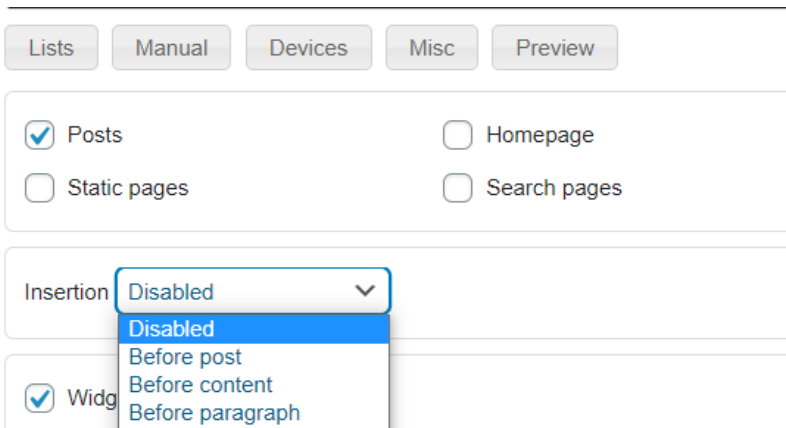 Lists Manual Devices Misc Preview
Posts Homepage
Static pages Search pages
Insertion Disabled
Disabled
Before post
Before content
Before paragraph